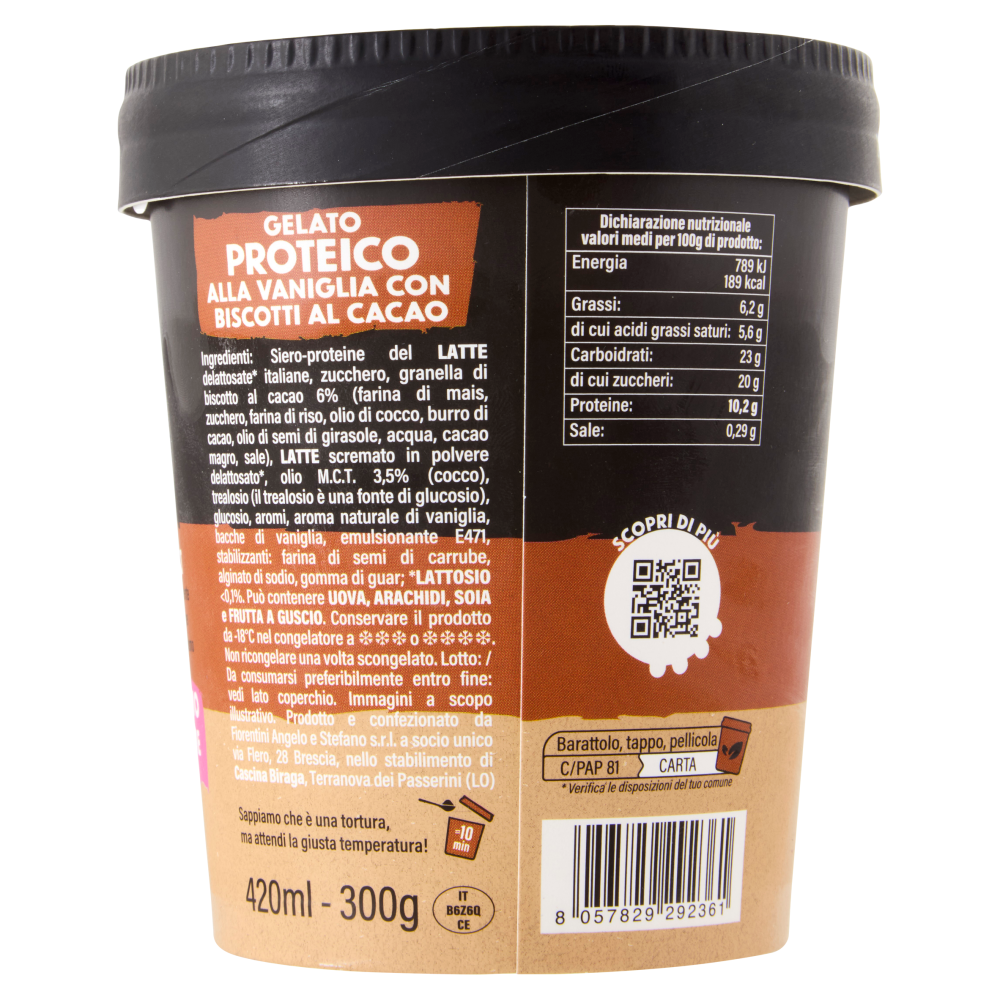 GELATO
PROTEICO
ALLA VANIGLIA CON
BISCOTTI AL CACAO
Ingredienti: Siero-proteine del LATTE
delattosate* italiane, zucchero, granella di
biscotto al cacao 6% (farina di mais,
zucchero, farina di riso, olio di cocco, burro di
cacao, olio di semi di girasole, acqua, cacao
magro, sale), LATTE scremato in polvere
delattosato*, olio M.C.T. 3,5% (cocco),
trealosio (il trealosio è una fonte di glucosio),
glucosio, aromi, aroma naturale di vaniglia,
bacche di vaniglia, emulsionante E471,
stabilizzanti: farina di semi di carrube,
alginato di sodio, gomma di guar; *LATTOSIO
<0,1%. Può contenere UOVA, ARACHIDI, SOIA
e FRUTTA A GUSCIO. Conservare il prodotto
da -18°C nel congelatore a ❄❄❄ o ❄❄❄❄.
Non ricongelare una volta scongelato. Lotto: /
Da consumarsi preferibilmente entro fine:
vedi lato coperchio. Immagini a scopo
illustrativo. Prodotto e confezionato da
Fiorentini Angelo e Stefano s.r.l. a socio unico
via Flero, 28 Brescia, nello stabilimento di
Cascina Biraga, Terranova dei Passerini (LO)
Sappiamo che è una tortura,
ma attendi la giusta temperatura!
≈10
min
420ml - 300g
IT
B6Z6Q
CE
Dichiarazione nutrizionale
valori medi per 100g di prodotto:
Energia 789 kJ
189 kcal
Grassi: 6,2 g
di cui acidi grassi saturi: 5,6 g
Carboidrati: 23 g
di cui zuccheri: 20 g
Proteine: 10,2 g
Sale: 0,29 g
SCOPRI DI PIÙ
Barattolo, tappo, pellicola
C/PAP 81 CARTA
* Verifica le disposizioni del tuo comune
8 057829 292361